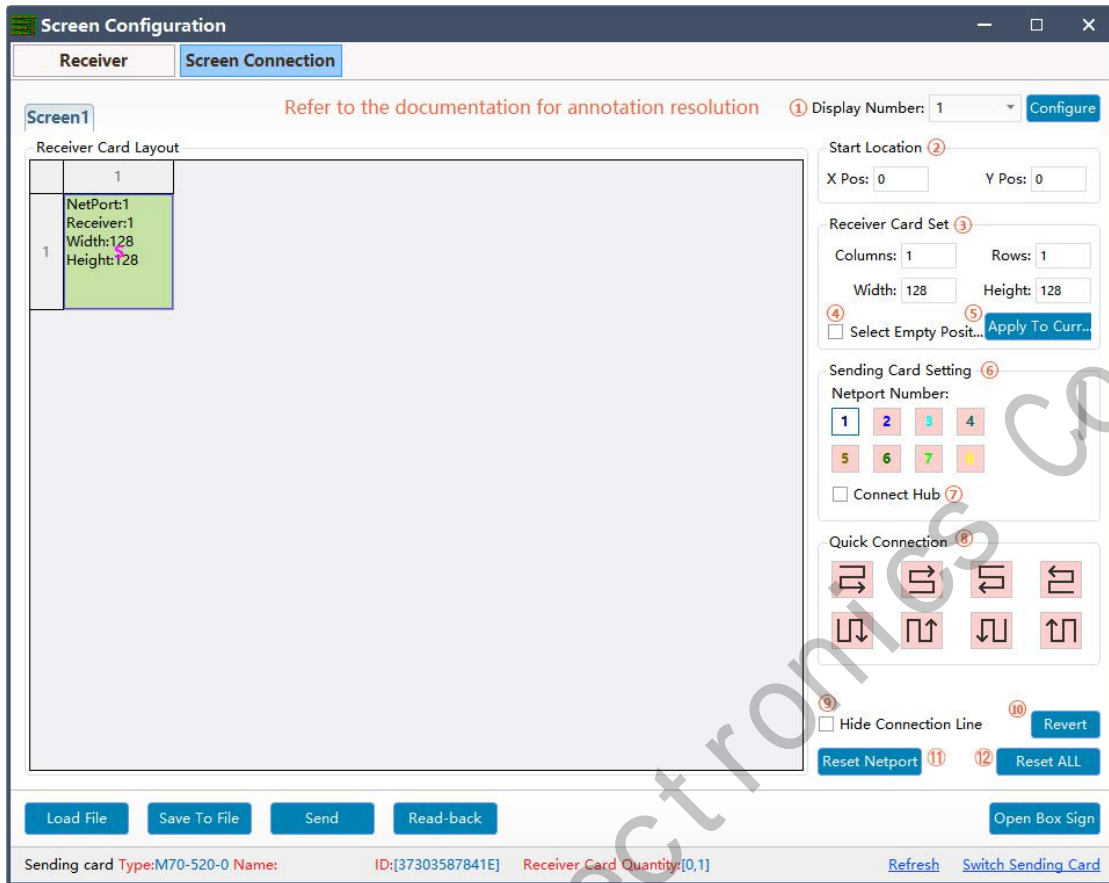 Screen Configuration
Receiver
Screen Connection
Refer to the documentation for annotation resolution
① Display Number: 1
Configure
Screen1
Receiver Card Layout
1
1
NetPort:1
Receiver:1
Width:128
Height:128
S
Start Location ②
X Pos: 0
Y Pos: 0
Receiver Card Set ③
Columns: 1
Rows: 1
Width: 128
Height: 128
④
Select Empty Posit...
⑤
Apply To Curr...
Sending Card Setting ⑥
Netport Number:
1 2 3 4
5 6 7 8
Connect Hub ⑦
Quick Connection ⑧
⑨
Hide Connection Line
⑩
Revert
Reset Netport ⑪
⑫ Reset ALL
Load File
Save To File
Send
Read-back
Open Box Sign
Sending card Type:M70-520-0 Name: ID:[37303587841E] Receiver Card Quantity:[0,1]
Refresh
Switch Sending Card
ectronics Co